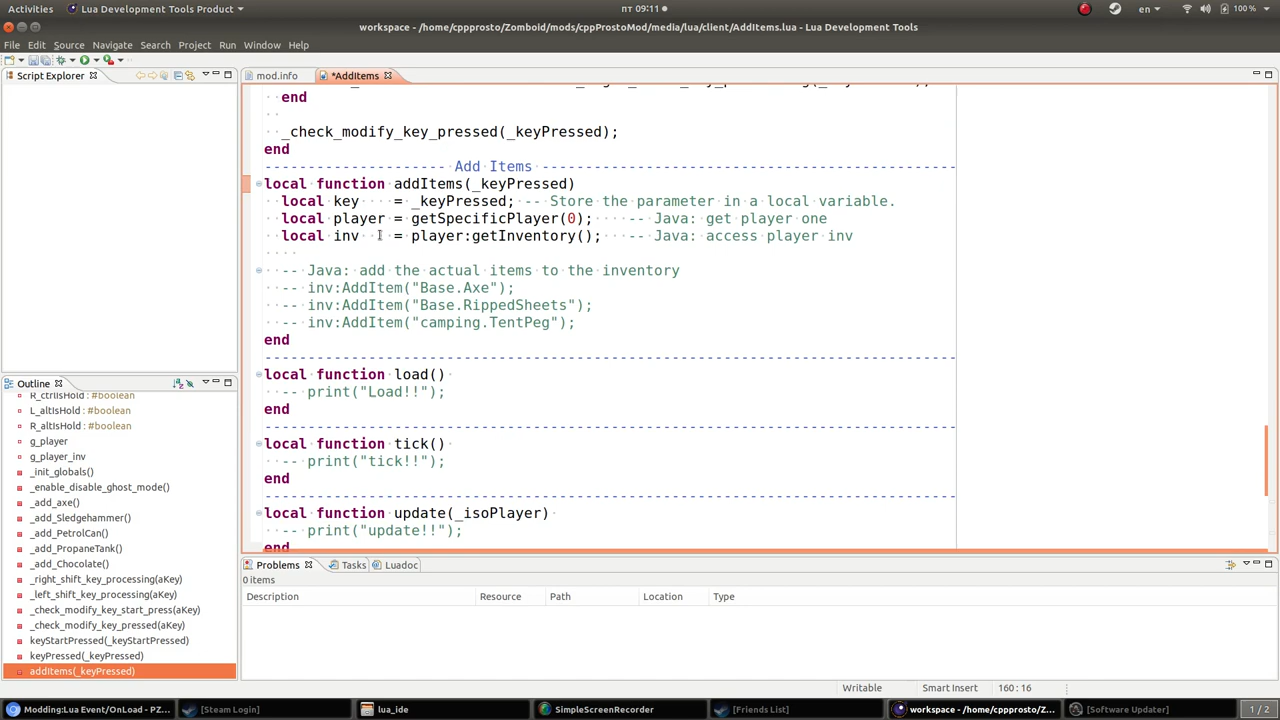 Activities
Lua Development Tools Product
пт 09:11
en
100 %
workspace - /home/cppprosto/Zomboid/mods/cppProstoMod/media/lua/client/AddItems.lua - Lua Development Tools
File Edit Source Navigate Search Project Run Window Help
Script Explorer
mod.info
*AddItems
end
_check_modify_key_pressed(_keyPressed);
end
--------------------- Add Items ------------------------------------------------
local function addItems(_keyPressed)
local key = _keyPressed; -- Store the parameter in a local variable.
local player = getSpecificPlayer(0); -- Java: get player one
local inv = player:getInventory(); -- Java: access player inv
-- Java: add the actual items to the inventory
-- inv:AddItem("Base.Axe");
-- inv:AddItem("Base.RippedSheets");
-- inv:AddItem("camping.TentPeg");
end
--------------------------------------------------------------------------------
local function load()
-- print("Load!!");
end
--------------------------------------------------------------------------------
local function tick()
-- print("tick!!");
end
--------------------------------------------------------------------------------
local function update(_isoPlayer)
-- print("update!!");
end
Outline
R_ctrlIsHold : #boolean
L_altIsHold : #boolean
R_altIsHold : #boolean
g_player
g_player_inv
_init_globals()
_enable_disable_ghost_mode()
_add_axe()
_add_Sledgehammer()
_add_PetrolCan()
_add_PropaneTank()
_add_Chocolate()
_right_shift_key_processing(aKey)
_left_shift_key_processing(aKey)
_check_modify_key_start_press(aKey)
_check_modify_key_pressed(aKey)
keyStartPressed(_keyStartPressed)
keyPressed(_keyPressed)
addItems(_keyPressed)
Problems
Tasks
Luadoc
0 items
Description Resource Path Location Type
Writable
Smart Insert
160 : 16
Modding:Lua Event/OnLoad - PZ...
[Steam Login]
lua_ide
SimpleScreenRecorder
[Friends List]
workspace - /home/cppprosto/Zo...
[Software Updater]
1 / 2